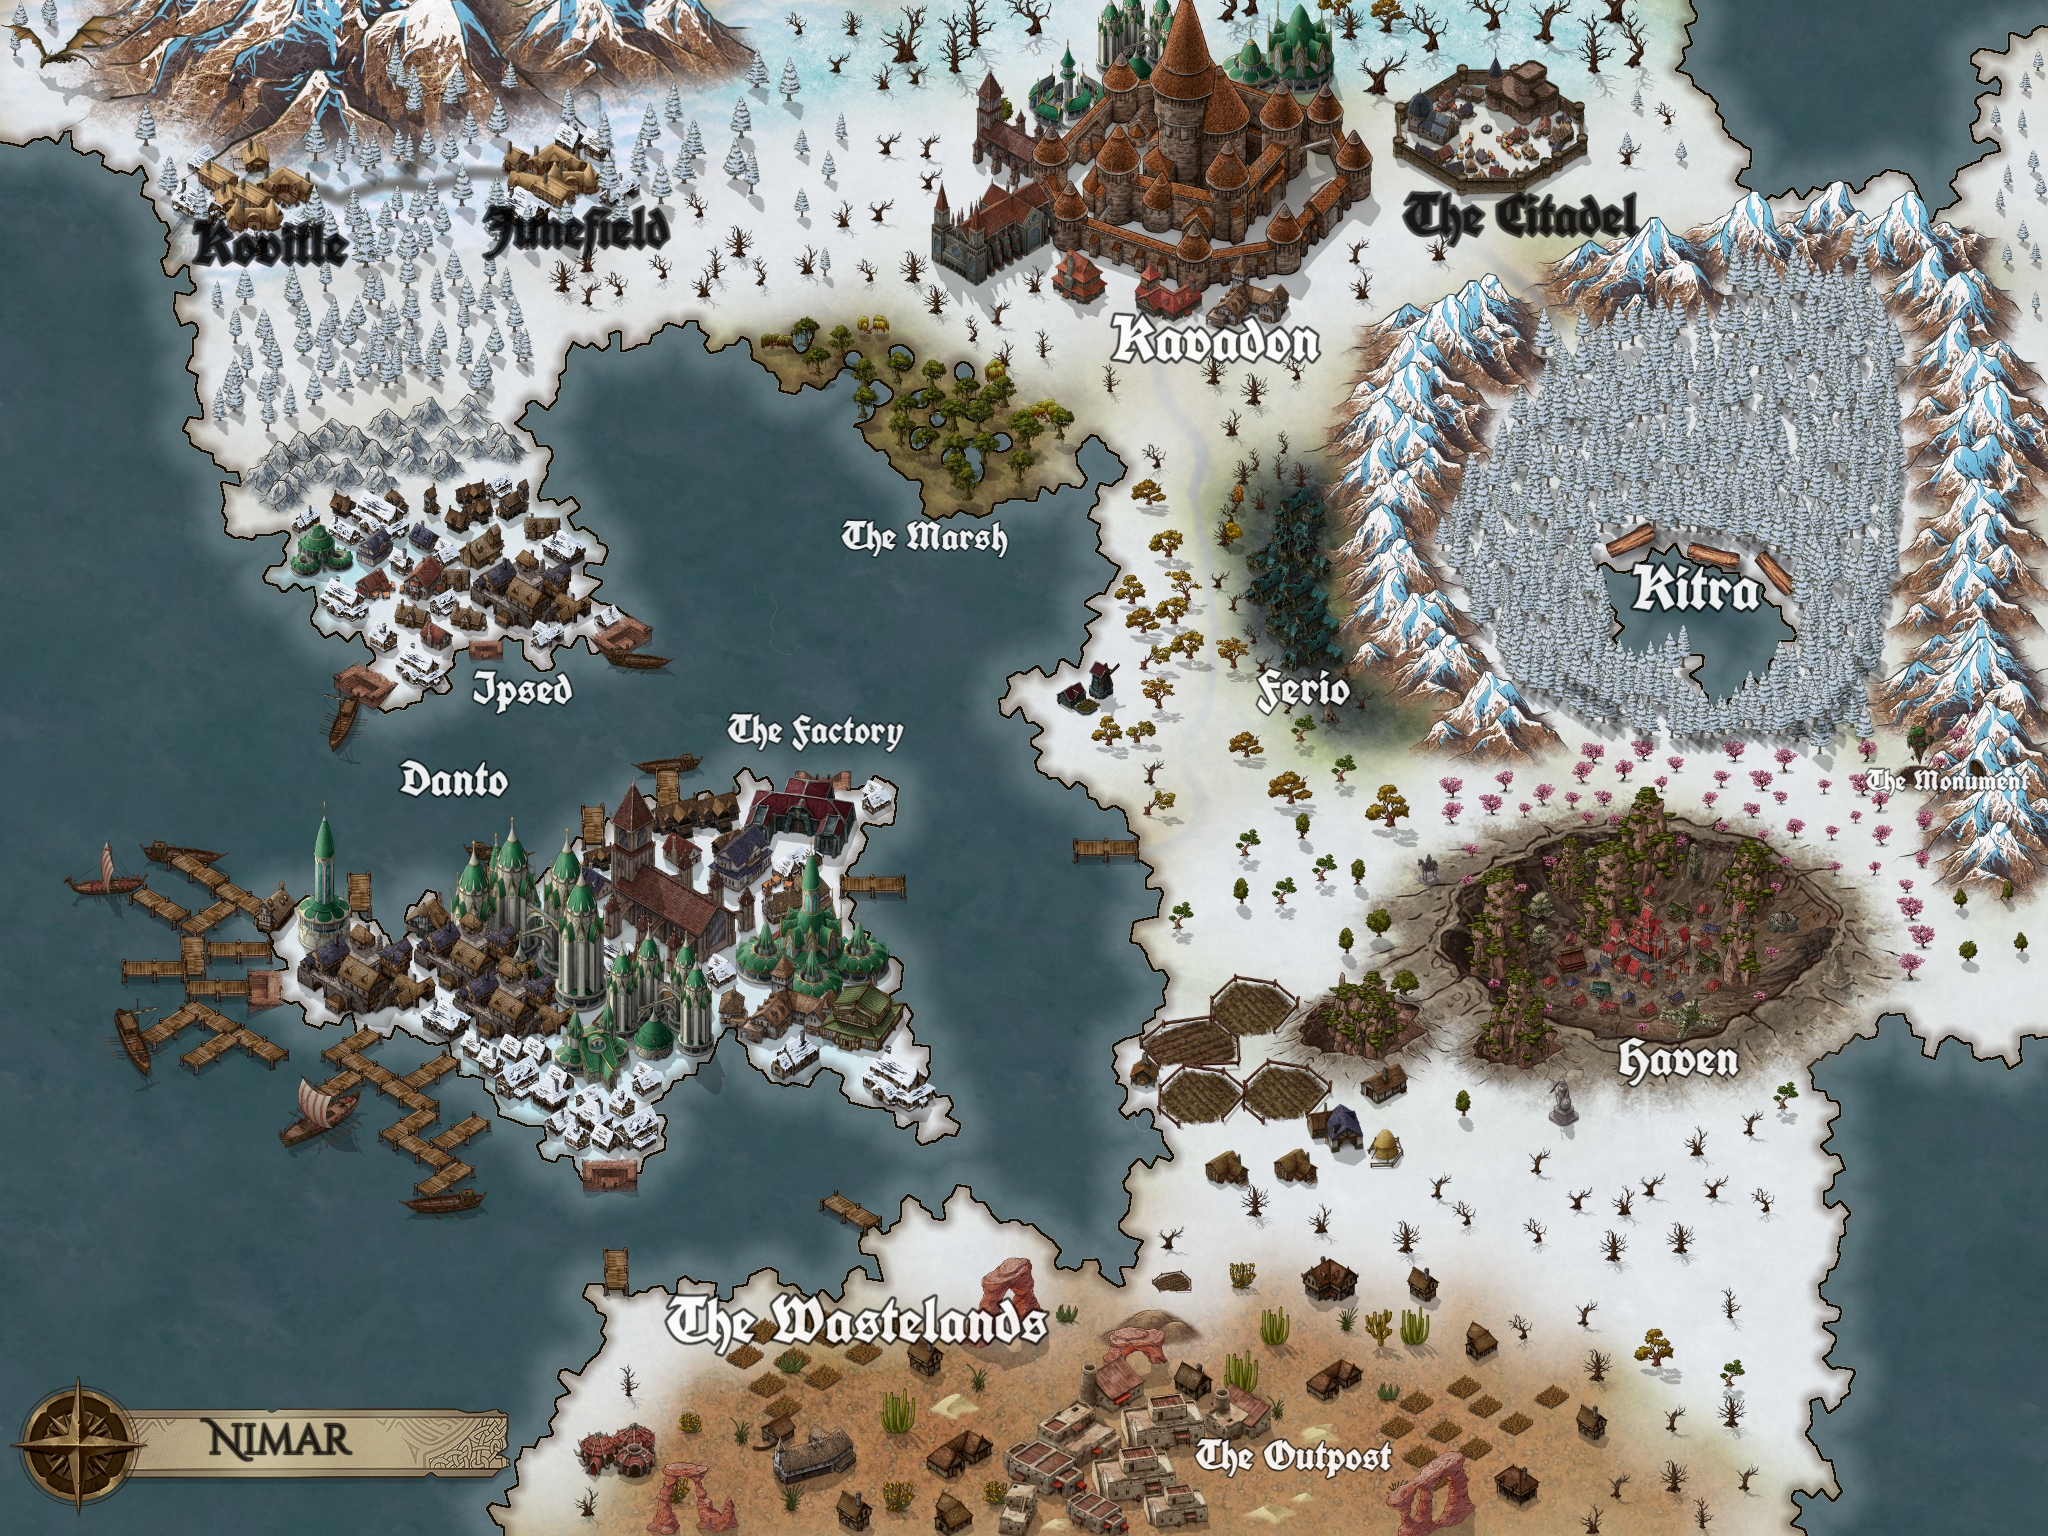 Koville
Junefield
The Citadel
Kavadon
The Marsh
Kitra
Ipsed
Ferio
The Factory
Danto
The Monument
Haven
The Wastelands
The Outpost
NIMAR